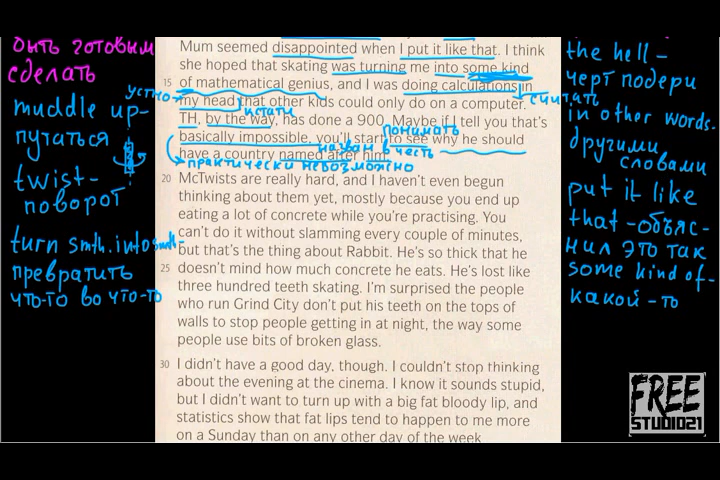 быть готовым
сделать
muddle up-
путаться
twist-
поворот
turn smth. into smth-
превратить
что-то во что-то
Mum seemed disappointed when I put it like that. I think
she hoped that skating was turning me into some kind
15 of mathematical genius, and I was doing calculations in
устно
считать
my head that other kids could only do on a computer.
кстати
TH, by the way, has done a 900. Maybe if I tell you that's
понимать
basically impossible, you'll start to see why he should
назван в честь
have a country named after him.
практически невозможно
20 McTwists are really hard, and I haven't even begun
thinking about them yet, mostly because you end up
eating a lot of concrete while you're practising. You
can't do it without slamming every couple of minutes,
but that's the thing about Rabbit. He's so thick that he
25 doesn't mind how much concrete he eats. He's lost like
three hundred teeth skating. I'm surprised the people
who run Grind City don't put his teeth on the tops of
walls to stop people getting in at night, the way some
people use bits of broken glass.
30 I didn't have a good day, though. I couldn't stop thinking
about the evening at the cinema. I know it sounds stupid,
but I didn't want to turn up with a big fat bloody lip, and
statistics show that fat lips tend to happen to me more
on a Sunday than on any other day of the week
the hell -
черт подери
in other words.
другими
словами
put it like
that - объяс-
нил это так
some kind of-
какой-то
FREE
STUDIO21